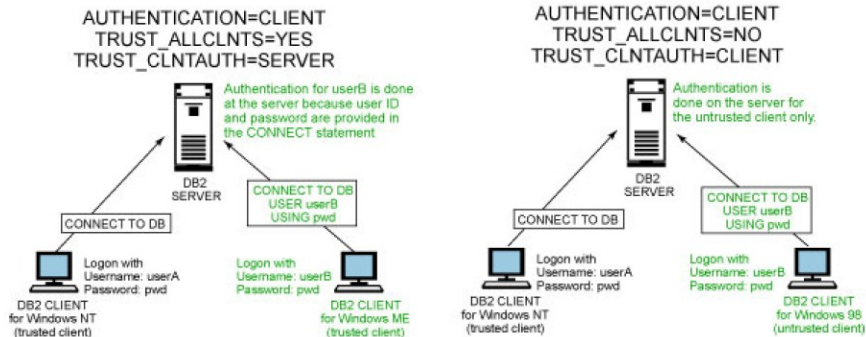 AUTHENTICATION=CLIENT
TRUST_ALLCLNTS=YES
TRUST_CLNTAUTH=SERVER
Authentication for userB is done
at the server because user ID
and password are provided in
the CONNECT statement
DB2
SERVER
CONNECT TO DB
CONNECT TO DB
USER userB
USING pwd
Logon with
Username: userA
Password: pwd
Logon with
Username: userB
Password: pwd
DB2 CLIENT
for Windows NT
(trusted client)
DB2 CLIENT
for Windows ME
(trusted client)
AUTHENTICATION=CLIENT
TRUST_ALLCLNTS=NO
TRUST_CLNTAUTH=CLIENT
Authentication is
done on the server for
the untrusted client only.
DB2
SERVER
CONNECT TO DB
CONNECT TO DB
USER userB
USING pwd
Logon with
Username: userA
Password: pwd
Logon with
Username: userB
Password: pwd
DB2 CLIENT
for Windows NT
(trusted client)
DB2 CLIENT
for Windows 98
(untrusted client)